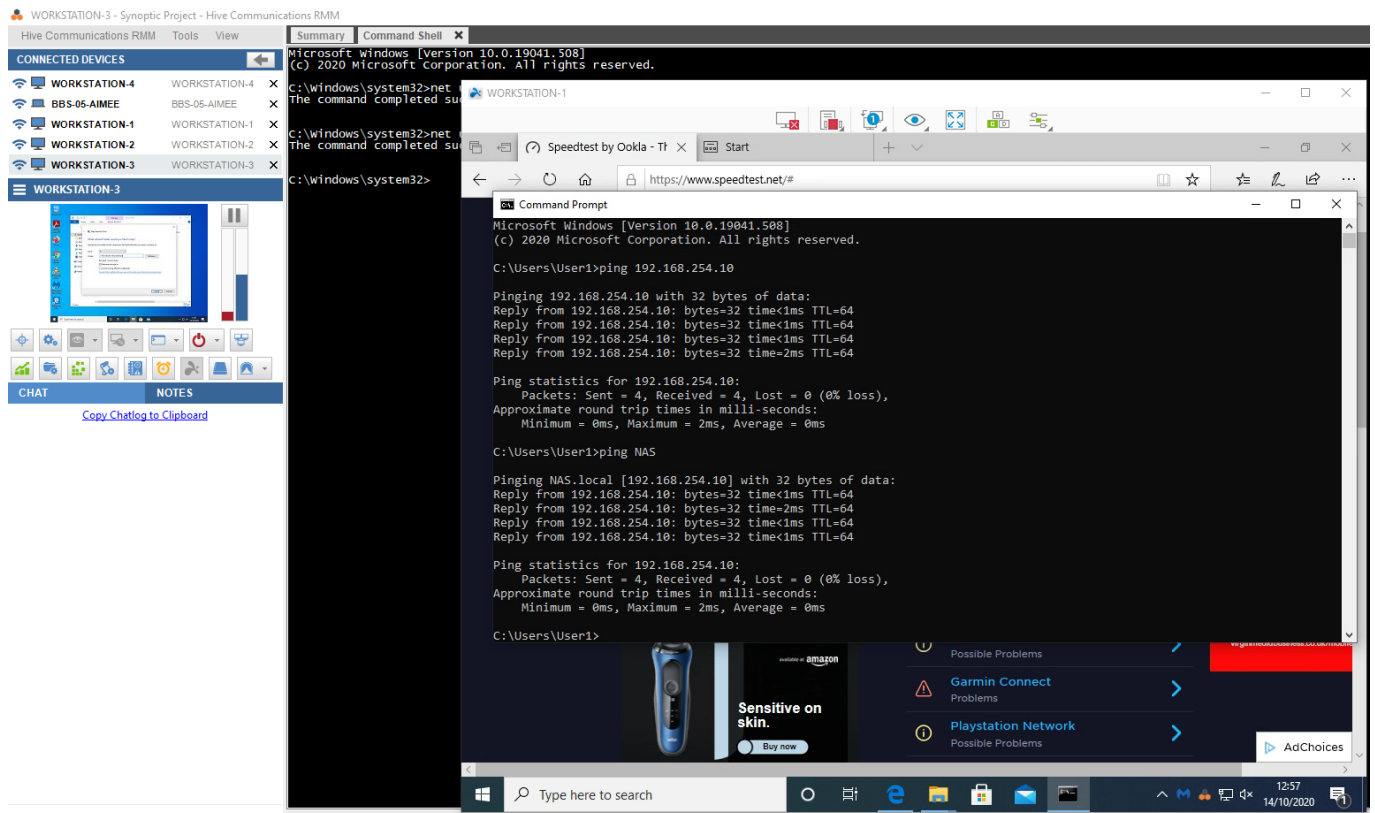 WORKSTATION-3 - Synoptic Project - Hive Communications RMM
Hive Communications RMM Tools View
CONNECTED DEVICES
WORKSTATION-4 WORKSTATION-4 X
BBS-05-AIMEE BBS-05-AIMEE X
WORKSTATION-1 WORKSTATION-1 X
WORKSTATION-2 WORKSTATION-2 X
WORKSTATION-3 WORKSTATION-3 X
WORKSTATION-3
CHAT NOTES
Copy Chatlog to Clipboard
Summary Command Shell
Microsoft Windows [Version 10.0.19041.508]
(c) 2020 Microsoft Corporation. All rights reserved.
C:\Windows\system32>net
The command completed su
C:\Windows\system32>net
The command completed su
C:\Windows\system32>
WORKSTATION-1
Speedtest by Ookla - Th Start
https://www.speedtest.net/#
Command Prompt
Microsoft Windows [Version 10.0.19041.508]
(c) 2020 Microsoft Corporation. All rights reserved.
C:\Users\User1>ping 192.168.254.10
Pinging 192.168.254.10 with 32 bytes of data:
Reply from 192.168.254.10: bytes=32 time<1ms TTL=64
Reply from 192.168.254.10: bytes=32 time<1ms TTL=64
Reply from 192.168.254.10: bytes=32 time<1ms TTL=64
Reply from 192.168.254.10: bytes=32 time=2ms TTL=64
Ping statistics for 192.168.254.10:
Packets: Sent = 4, Received = 4, Lost = 0 (0% loss),
Approximate round trip times in milli-seconds:
Minimum = 0ms, Maximum = 2ms, Average = 0ms
C:\Users\User1>ping NAS
Pinging NAS.local [192.168.254.10] with 32 bytes of data:
Reply from 192.168.254.10: bytes=32 time<1ms TTL=64
Reply from 192.168.254.10: bytes=32 time=2ms TTL=64
Reply from 192.168.254.10: bytes=32 time<1ms TTL=64
Reply from 192.168.254.10: bytes=32 time<1ms TTL=64
Ping statistics for 192.168.254.10:
Packets: Sent = 4, Received = 4, Lost = 0 (0% loss),
Approximate round trip times in milli-seconds:
Minimum = 0ms, Maximum = 2ms, Average = 0ms
C:\Users\User1>
available at amazon
Sensitive on
skin.
Buy now
Possible Problems
Garmin Connect
Problems
Playstation Network
Possible Problems
AdChoices
Type here to search
12:57
14/10/2020